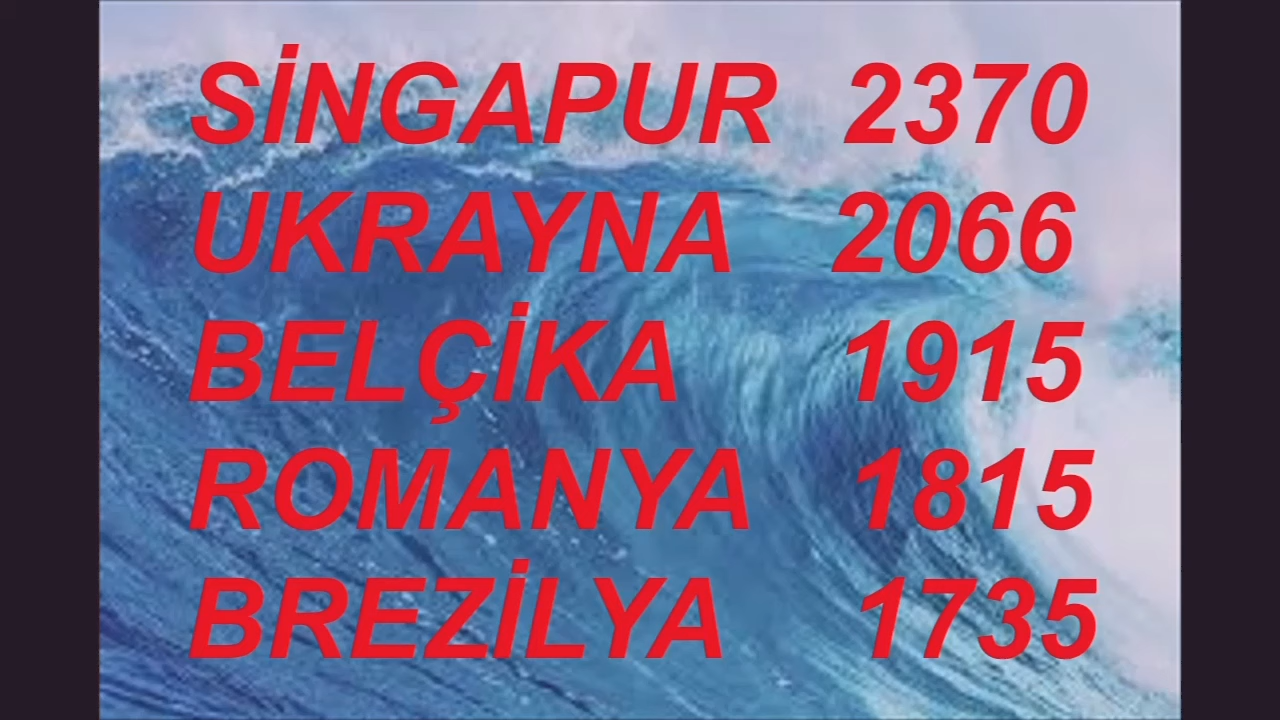 SİNGAPUR 2370
UKRAYNA 2066
BELÇİKA 1915
ROMANYA 1815
BREZİLYA 1735